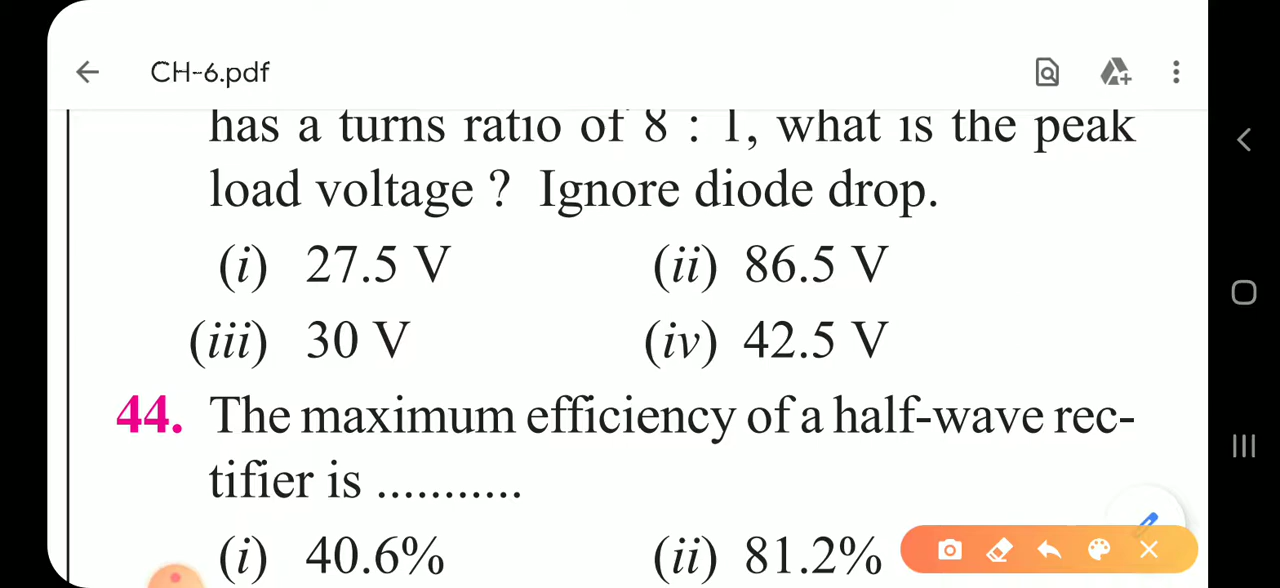 CH-6.pdf
has a turns ratio of 8 : 1, what is the peak
load voltage ? Ignore diode drop.
(i) 27.5 V (ii) 86.5 V
(iii) 30 V (iv) 42.5 V
44. The maximum efficiency of a half-wave rec-
tifier is ...........
(i) 40.6% (ii) 81.2%